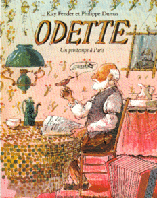 Kay Fender et Philippe Dumas
ODETTE
Un printemps à Paris